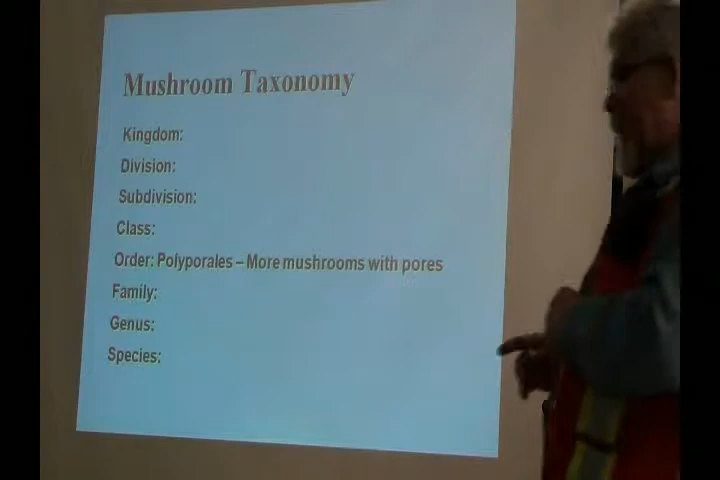 Mushroom Taxonomy
Kingdom:
Division:
Subdivision:
Class:
Order: Polyporales – More mushrooms with pores
Family:
Genus:
Species: